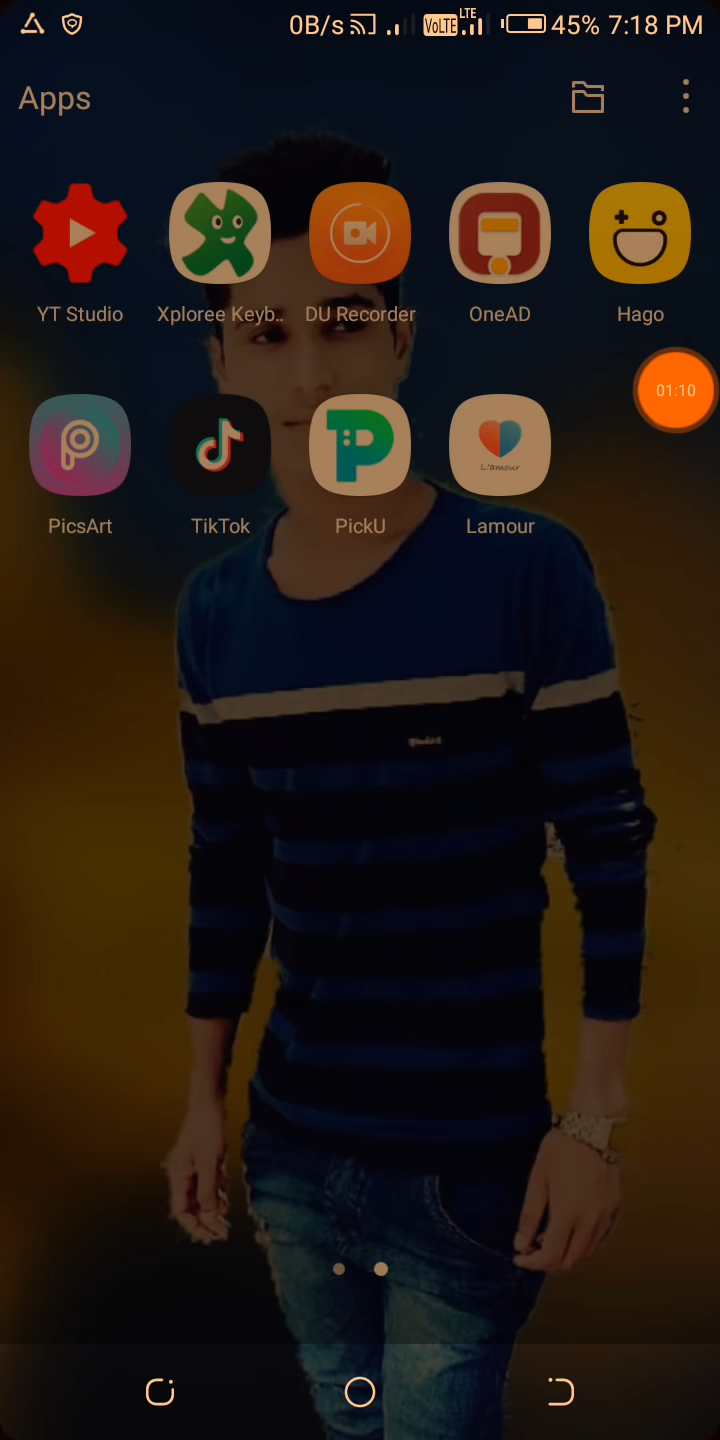 0B/s VoLTE LTE 45% 7:18 PM
Apps
YT Studio Xploree Keyb.. DU Recorder OneAD Hago
01:10
L'amour
PicsArt TikTok PickU Lamour